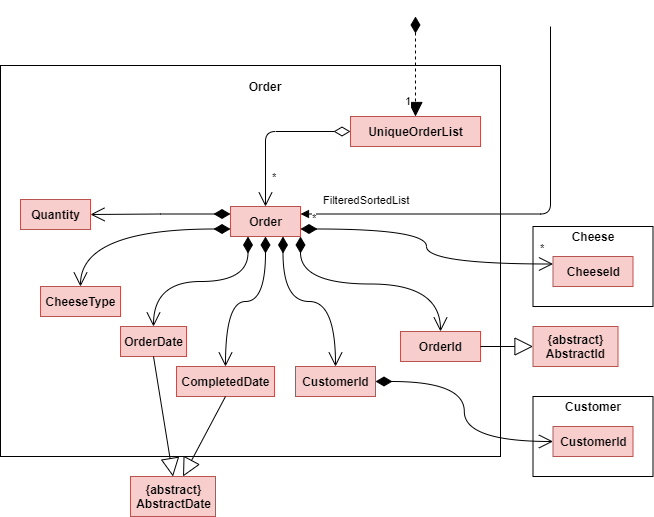 Order
1
UniqueOrderList
*
FilteredSortedList
Quantity
Order
*
Cheese
*
CheeseId
CheeseType
OrderDate
OrderId
{abstract}
AbstractId
CompletedDate
CustomerId
Customer
CustomerId
{abstract}
AbstractDate